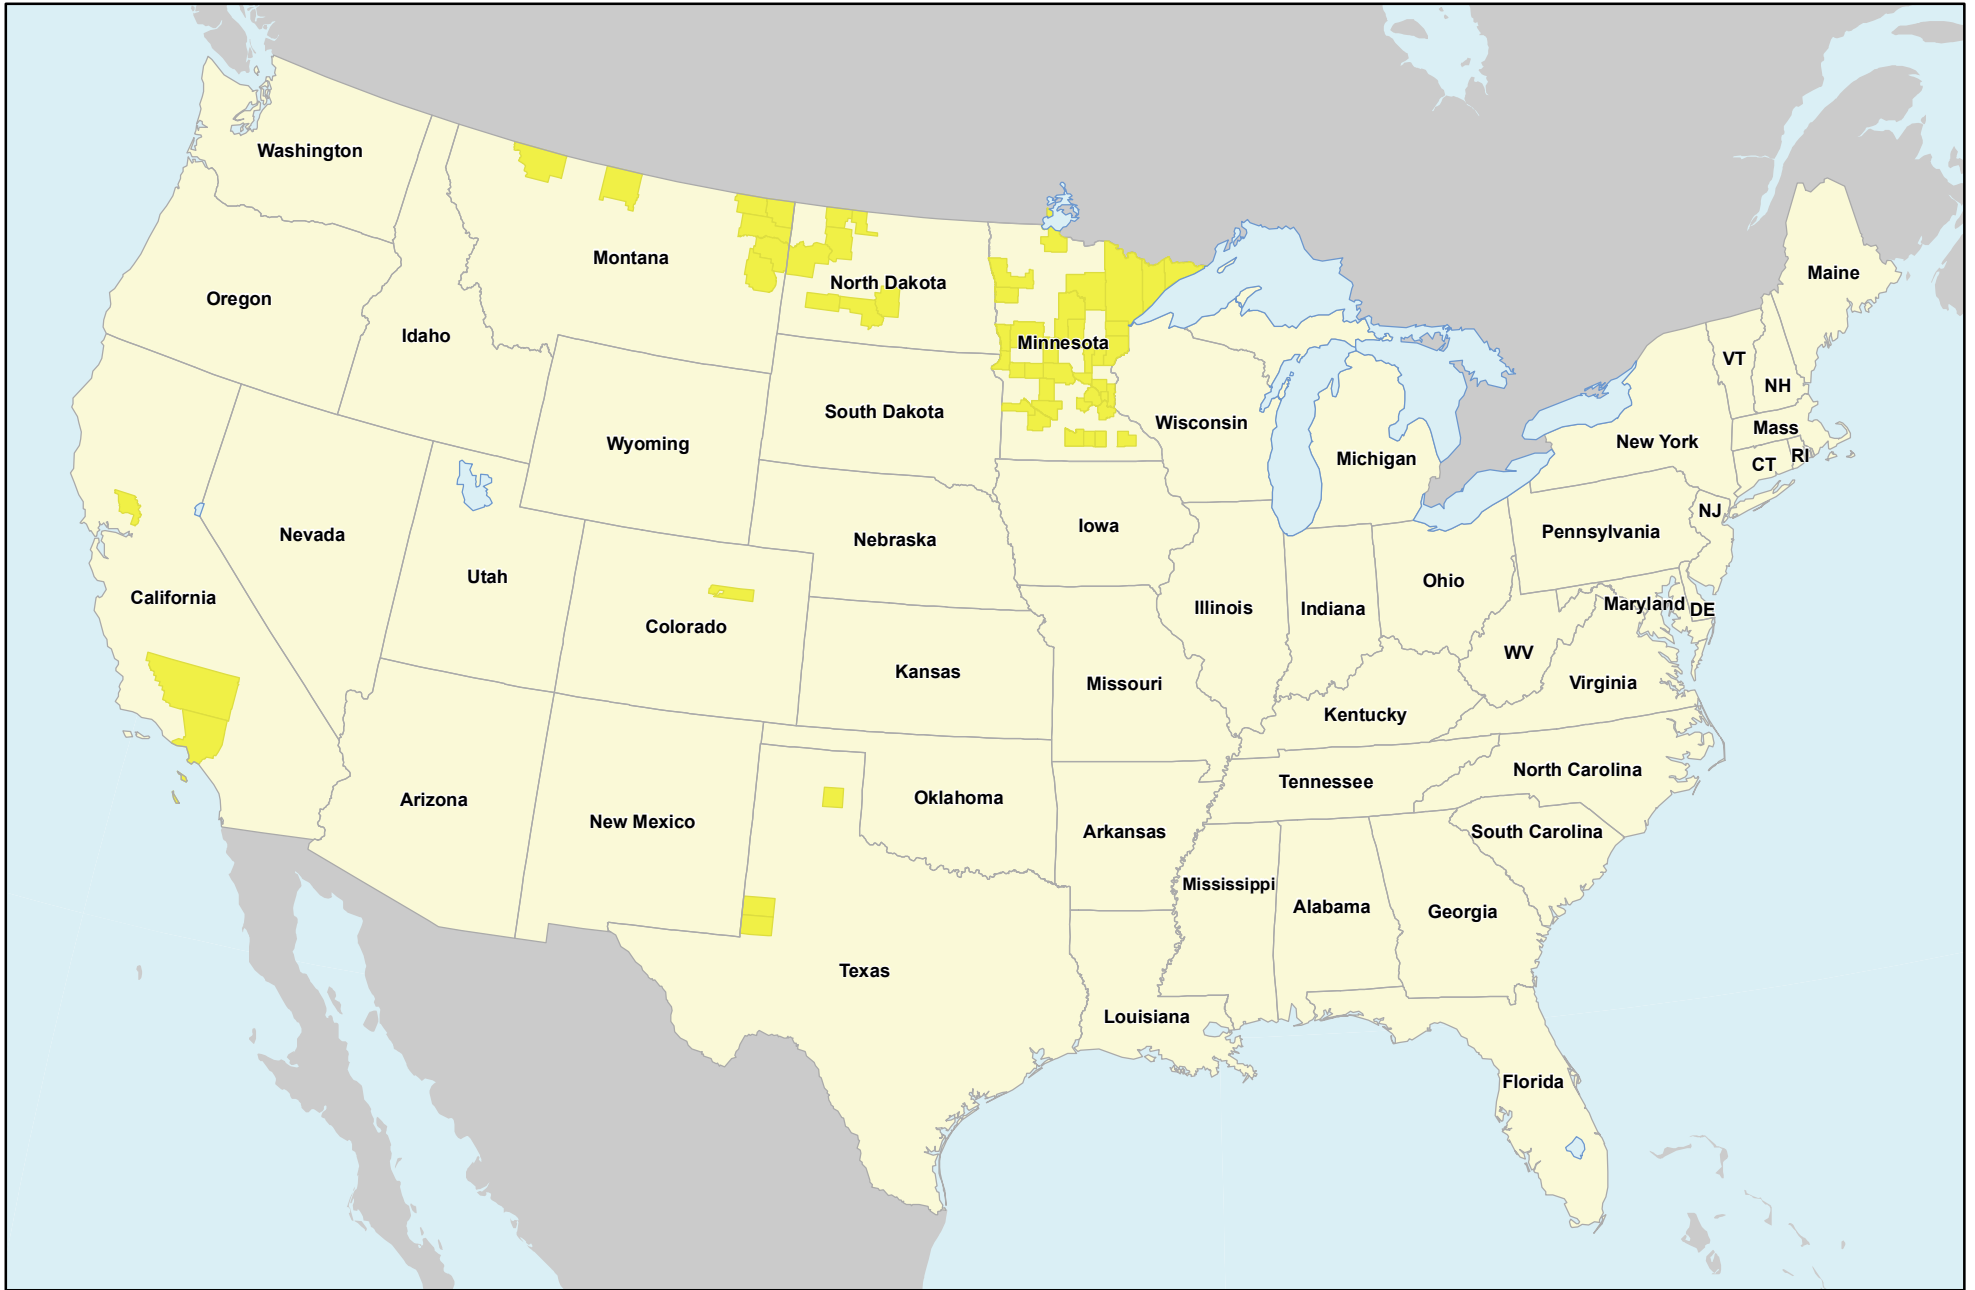 Washington
Montana
North Dakota
Minnesota
Maine
Oregon
Idaho
VT
NH
South Dakota
Wisconsin
Mass
Wyoming
New York
Michigan
CT
RI
NJ
Iowa
Pennsylvania
Nevada
Nebraska
Utah
Ohio
California
Illinois
Indiana
Maryland
DE
Colorado
WV
Kansas
Missouri
Virginia
Kentucky
North Carolina
Tennessee
Arizona
Oklahoma
New Mexico
Arkansas
South Carolina
Mississippi
Alabama
Georgia
Texas
Louisiana
Florida